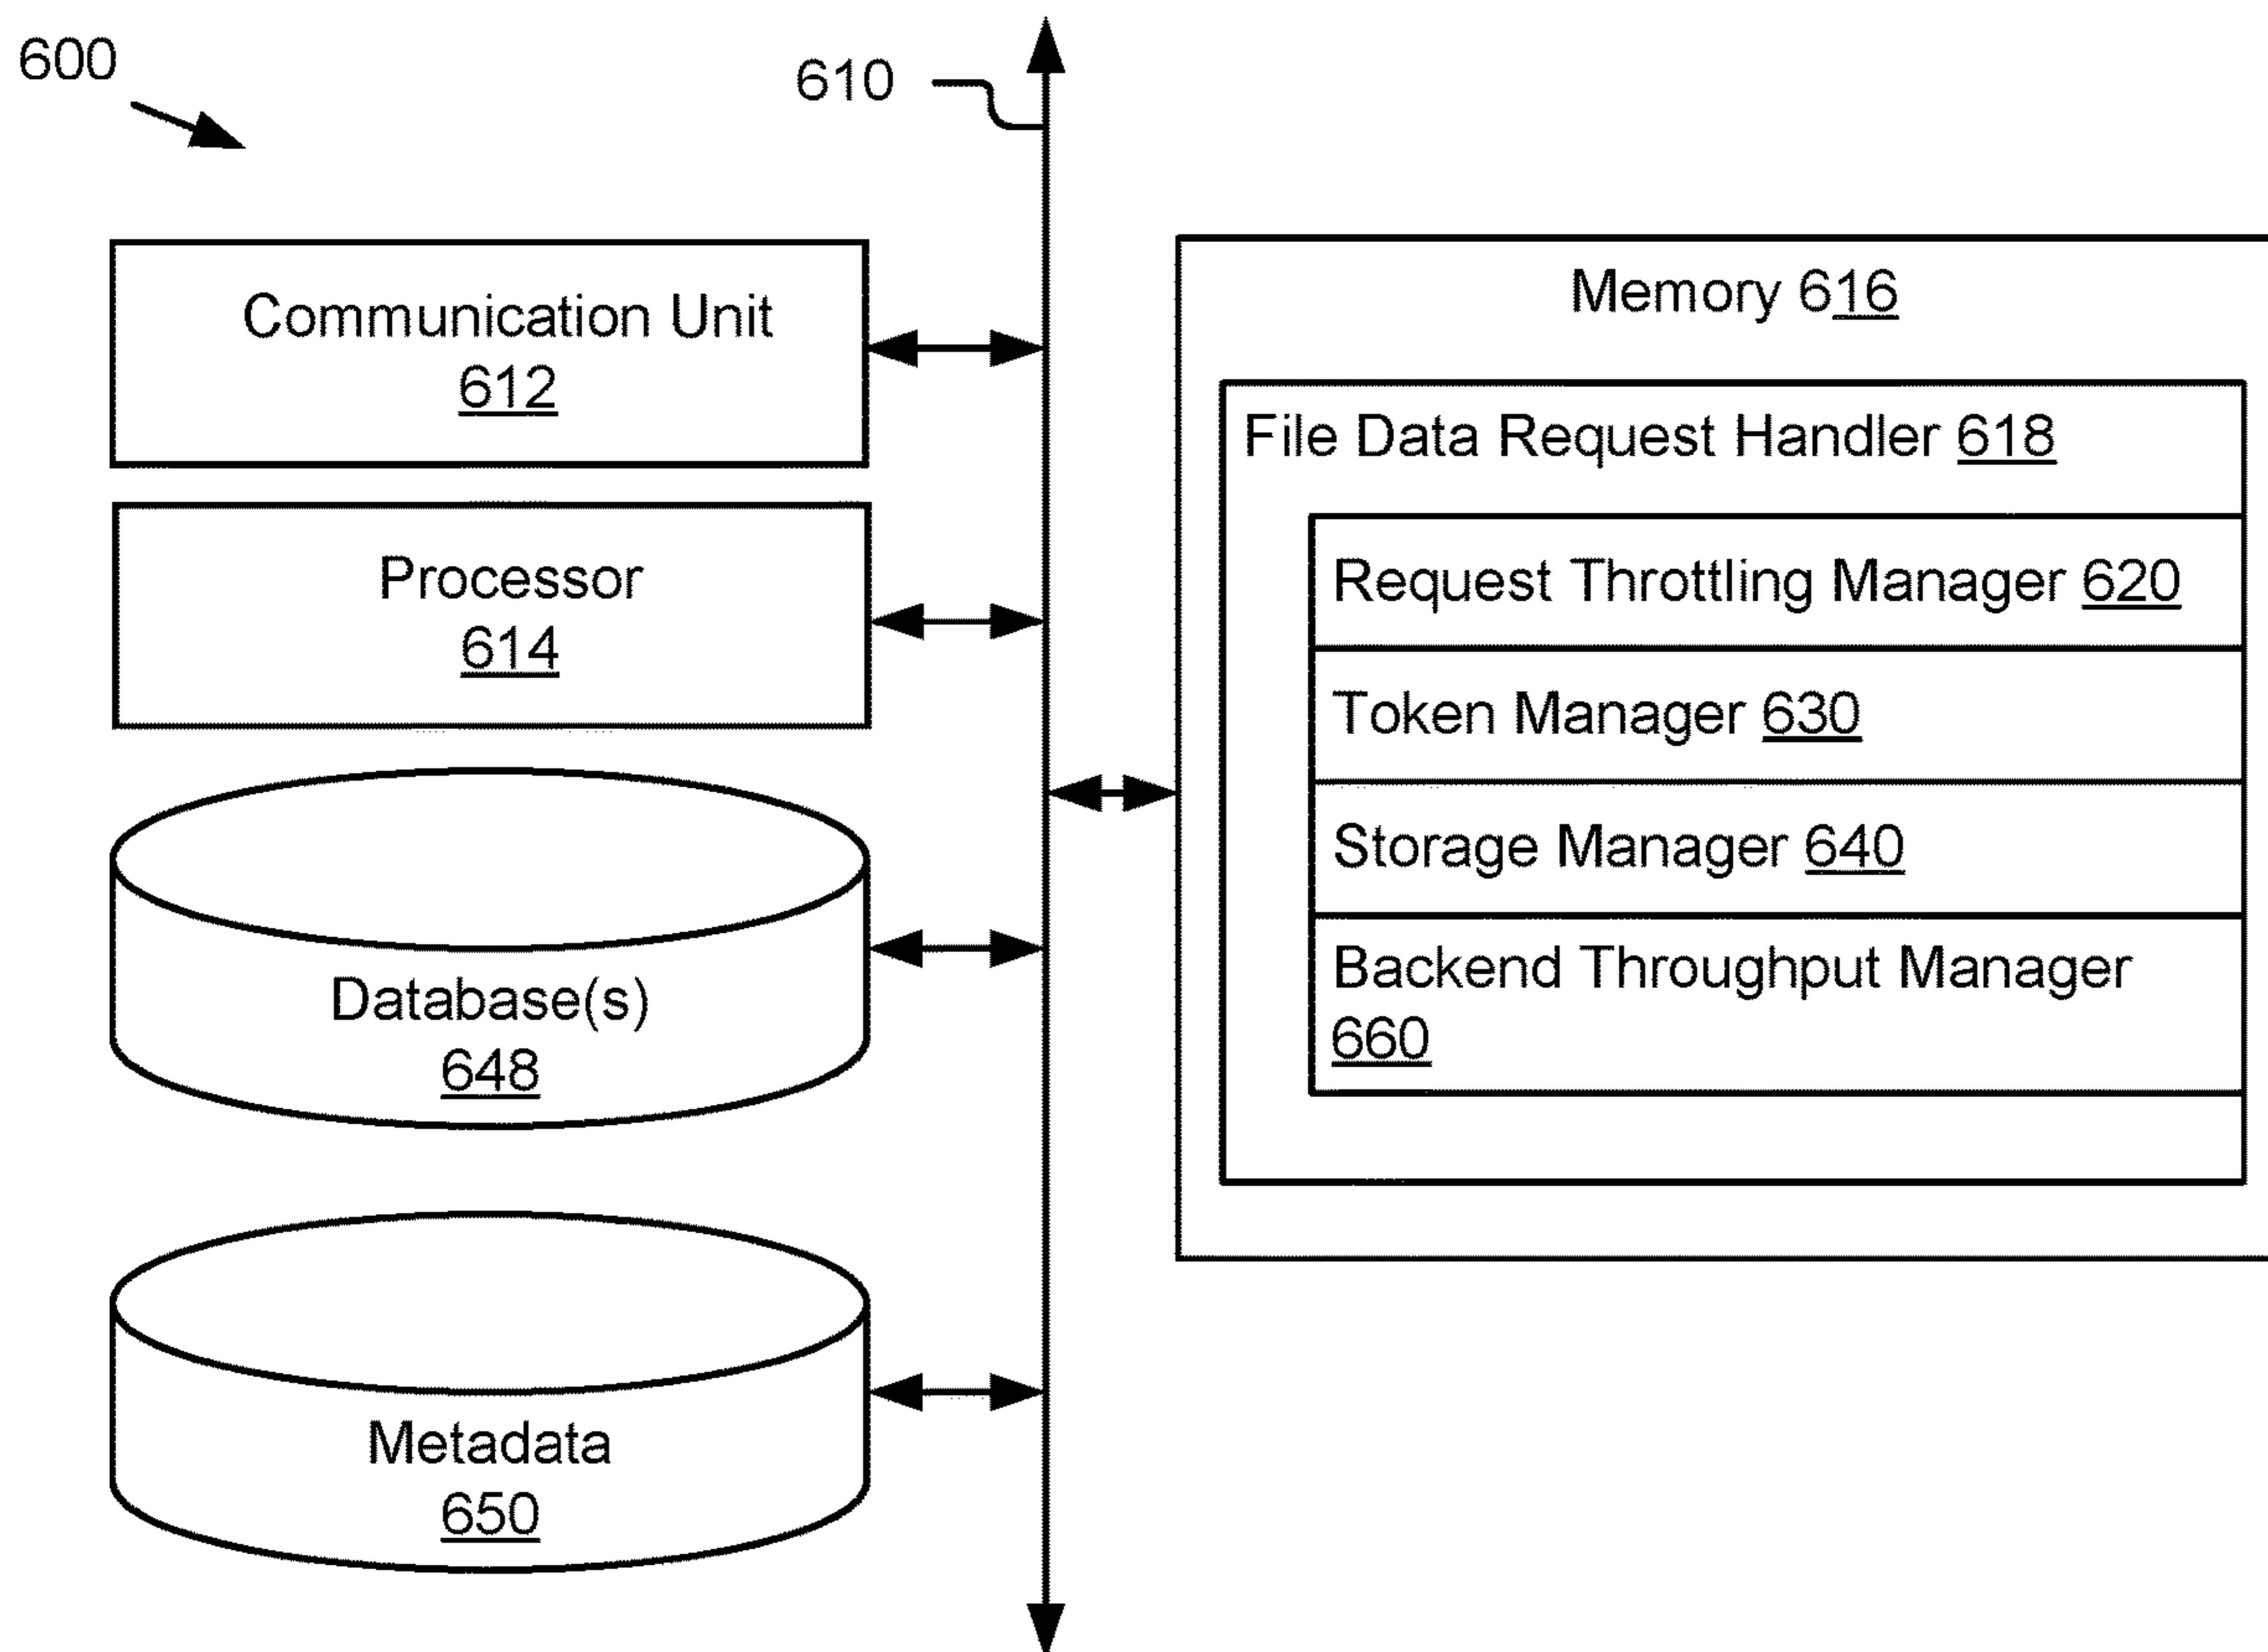 600
610
Communication Unit
612
Processor
614
Database(s)
648
Metadata
650
Memory 616
File Data Request Handler 618
Request Throttling Manager 620
Token Manager 630
Storage Manager 640
Backend Throughput Manager
660